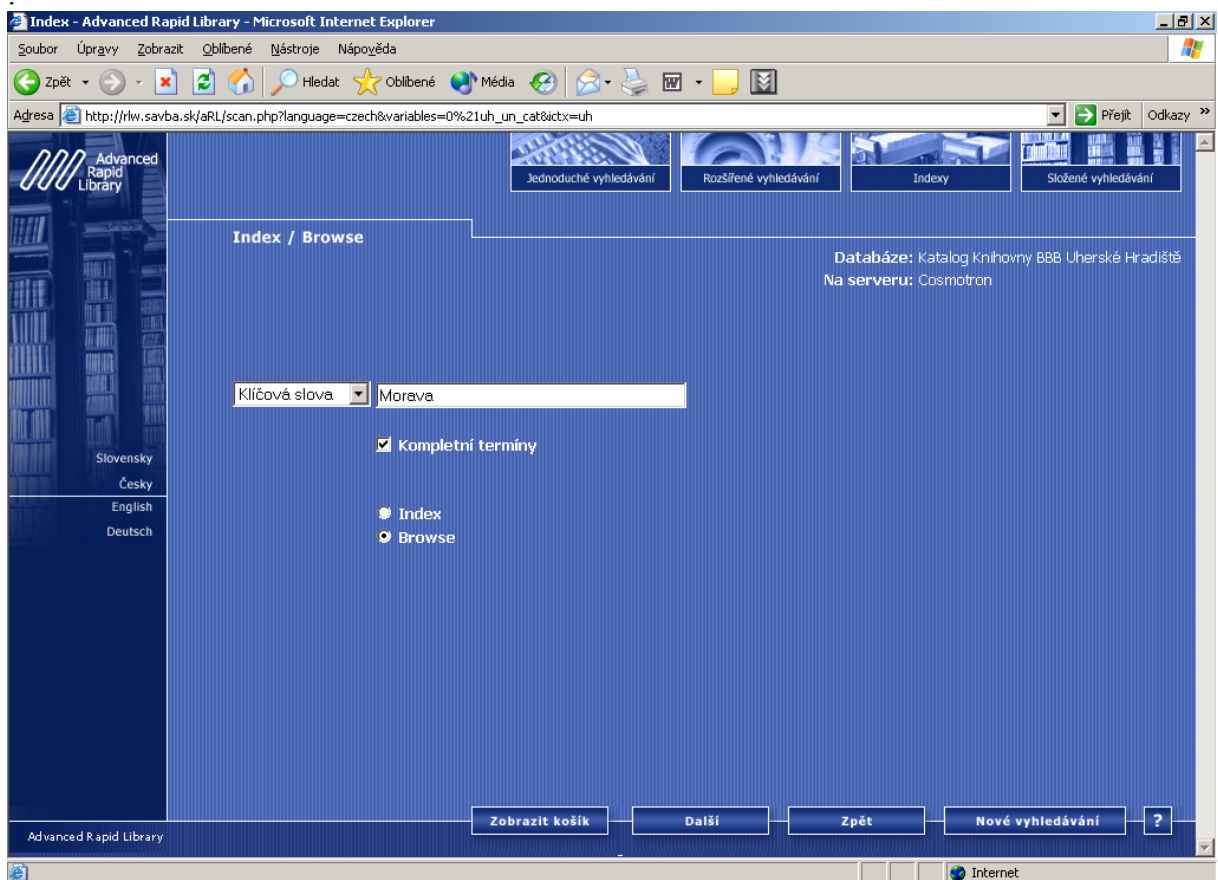 Index - Advanced Rapid Library - Microsoft Internet Explorer
Soubor Úpravy Zobrazit Oblíbené Nástroje Nápověda
Zpět Hledat Oblíbené Média
Adresa http://rlw.savba.sk/aRL/scan.php?language=czech&variables=0%21uh_un_cat&ictx=uh Přejít Odkazy »
Advanced
Rapid
Library
Jednoduché vyhledávání Rozšířené vyhledávání Indexy Složené vyhledávání
Index / Browse
Databáze: Katalog Knihovny BBB Uherské Hradiště
Na serveru: Cosmotron
Klíčová slova Morava
Kompletní termíny
Slovensky
Česky
English
Deutsch
Index
Browse
Zobrazit košík Další Zpět Nové vyhledávání ?
Advanced Rapid Library
Internet